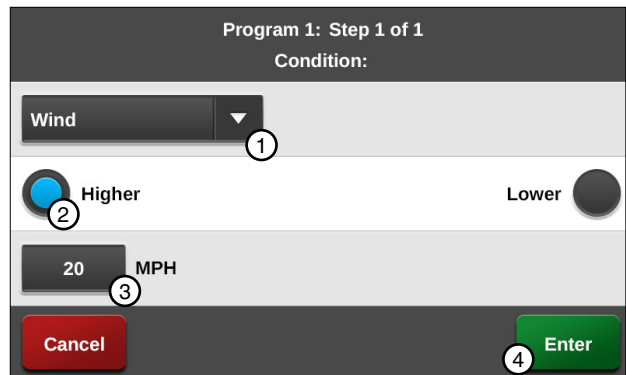 Program 1: Step 1 of 1
Condition:
Wind
1
Higher
Lower
2
20 MPH
3
Cancel
Enter
4